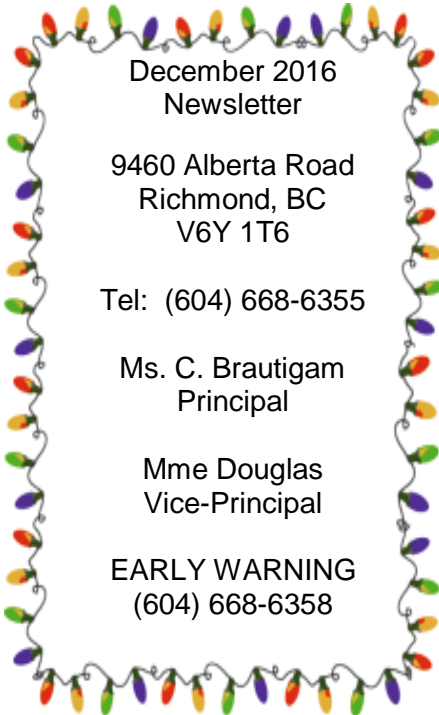 December 2016
Newsletter
9460 Alberta Road
Richmond, BC
V6Y 1T6
Tel:  (604) 668-6355
Ms. C. Brautigam
Principal
Mme Douglas
Vice-Principal
EARLY WARNING
(604) 668-6358